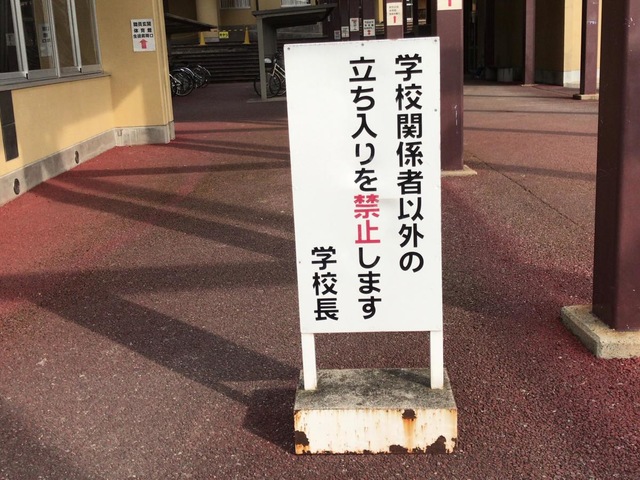 学校関係者以外の
立ち入りを禁止します
学校長